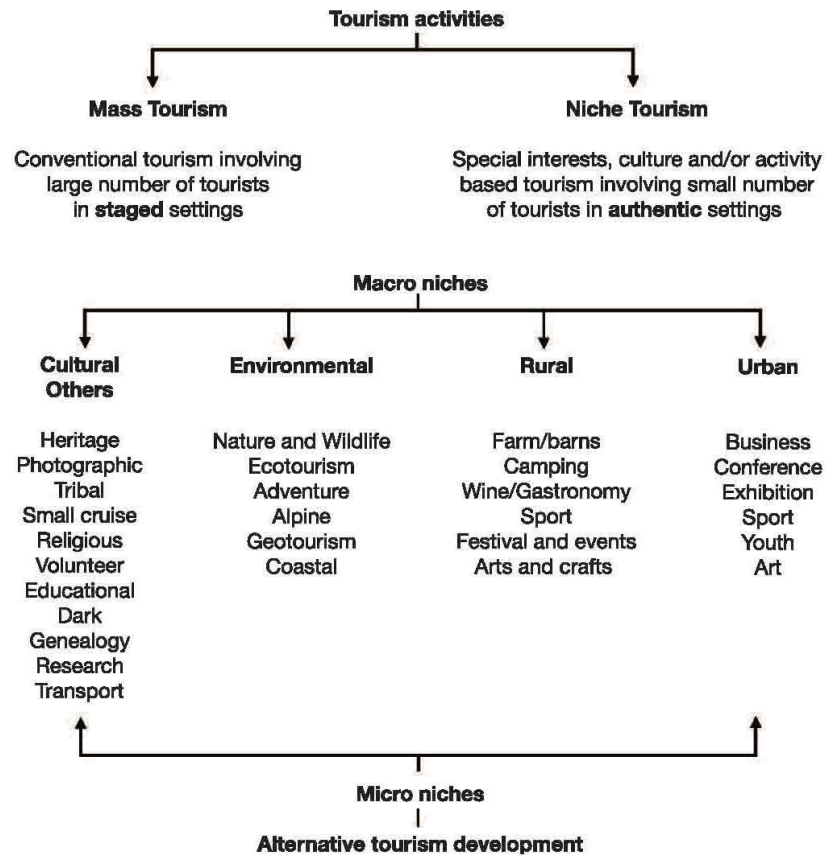 Tourism activities
Mass Tourism
Conventional tourism involving
large number of tourists
in staged settings
Niche Tourism
Special interests, culture and/or activity
based tourism involving small number
of tourists in authentic settings
Macro niches
Cultural
Others
Heritage
Photographic
Tribal
Small cruise
Religious
Volunteer
Educational
Dark
Genealogy
Research
Transport
Environmental
Nature and Wildlife
Ecotourism
Adventure
Alpine
Geotourism
Coastal
Rural
Farm/barns
Camping
Wine/Gastronomy
Sport
Festival and events
Arts and crafts
Urban
Business
Conference
Exhibition
Sport
Youth
Art
Micro niches
Alternative tourism development